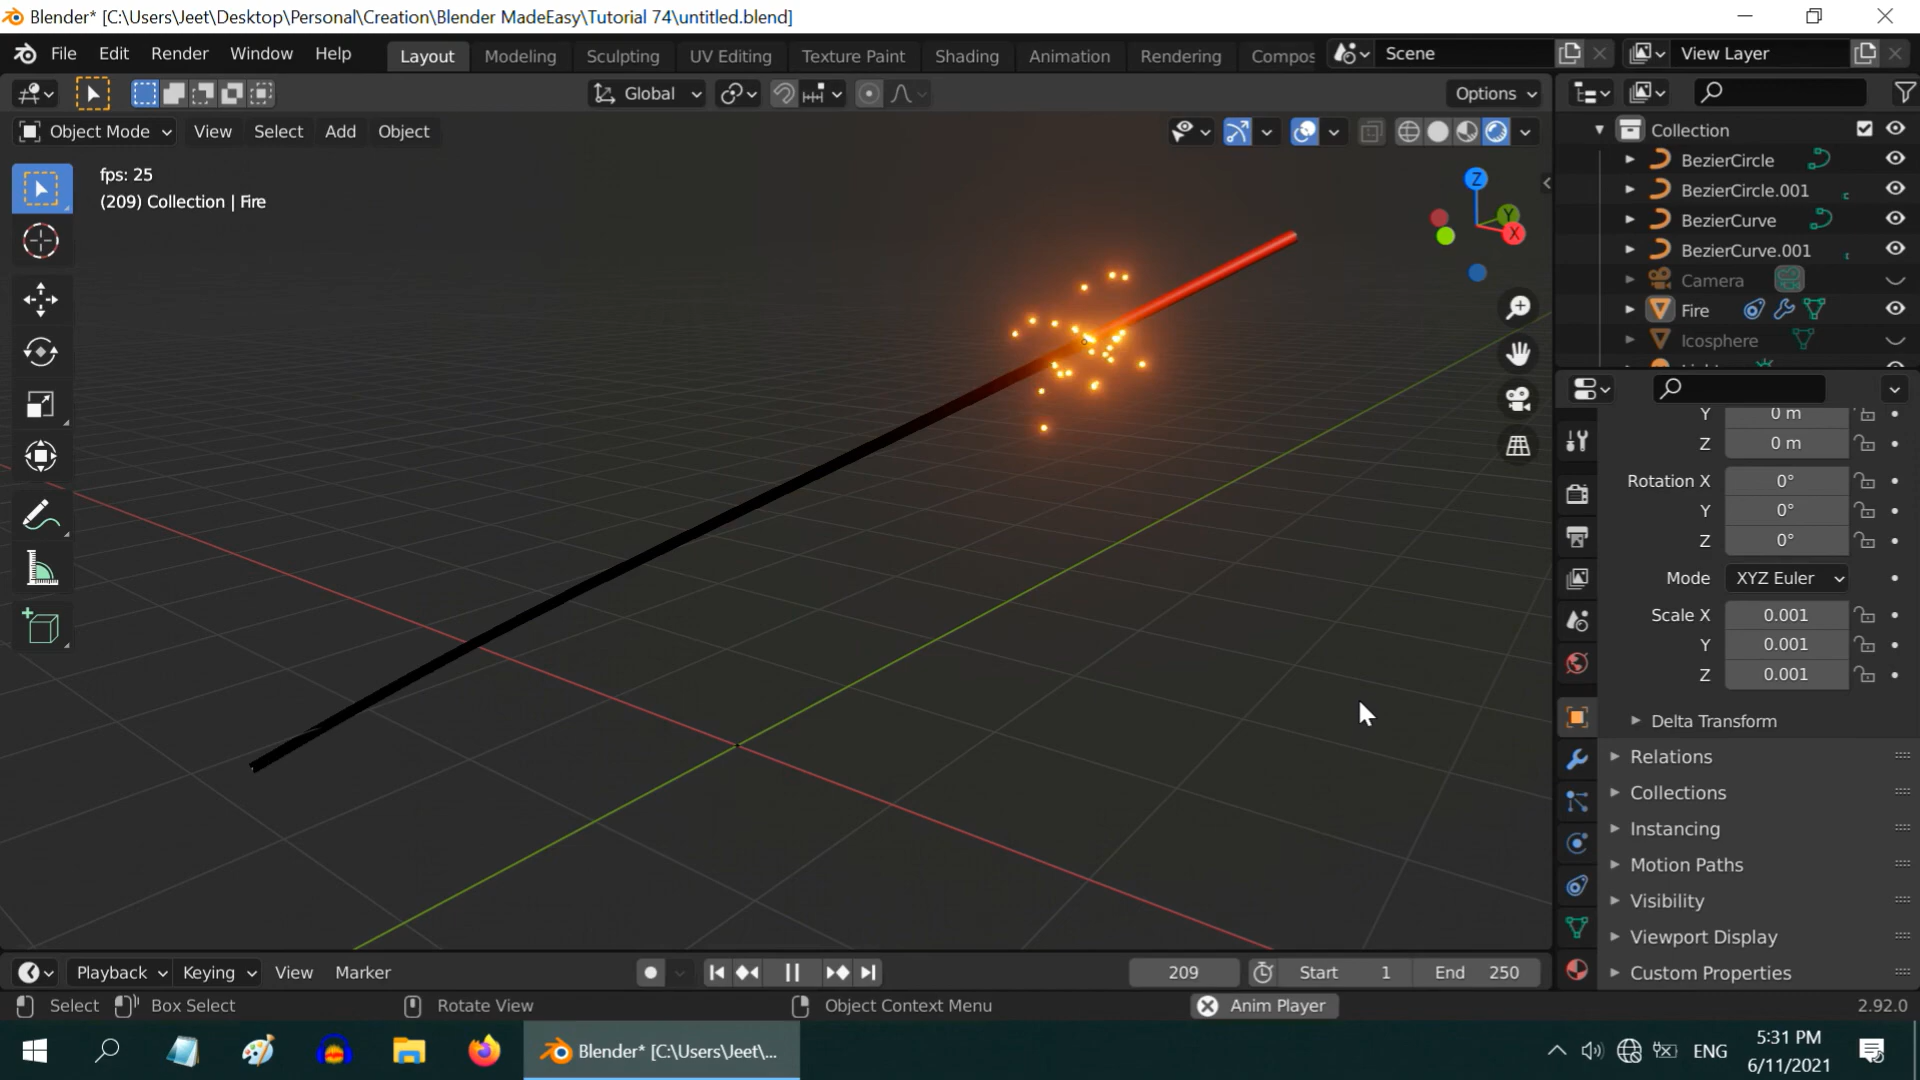 Blender* [C:\Users\Jeet\Desktop\Personal\Creation\Blender MadeEasy\Tutorial 74\untitled.blend]
File Edit Render Window Help Layout Modeling Sculpting UV Editing Texture Paint Shading Animation Rendering Compos Scene View Layer
Global Options
Object Mode View Select Add Object
fps: 25
(209) Collection | Fire
Z
Y
X
Collection
BezierCircle
BezierCircle.001
BezierCurve
BezierCurve.001
Camera
Fire
Icosphere
Y 0 m
Z 0 m
Rotation X 0°
Y 0°
Z 0°
Mode XYZ Euler
Scale X 0.001
Y 0.001
Z 0.001
Delta Transform
Relations
Collections
Instancing
Motion Paths
Visibility
Viewport Display
Custom Properties
Playback Keying View Marker 209 Start 1 End 250
Select Box Select Rotate View Object Context Menu Anim Player 2.92.0
Blender* [C:\Users\Jeet\... ENG
5:31 PM
6/11/2021